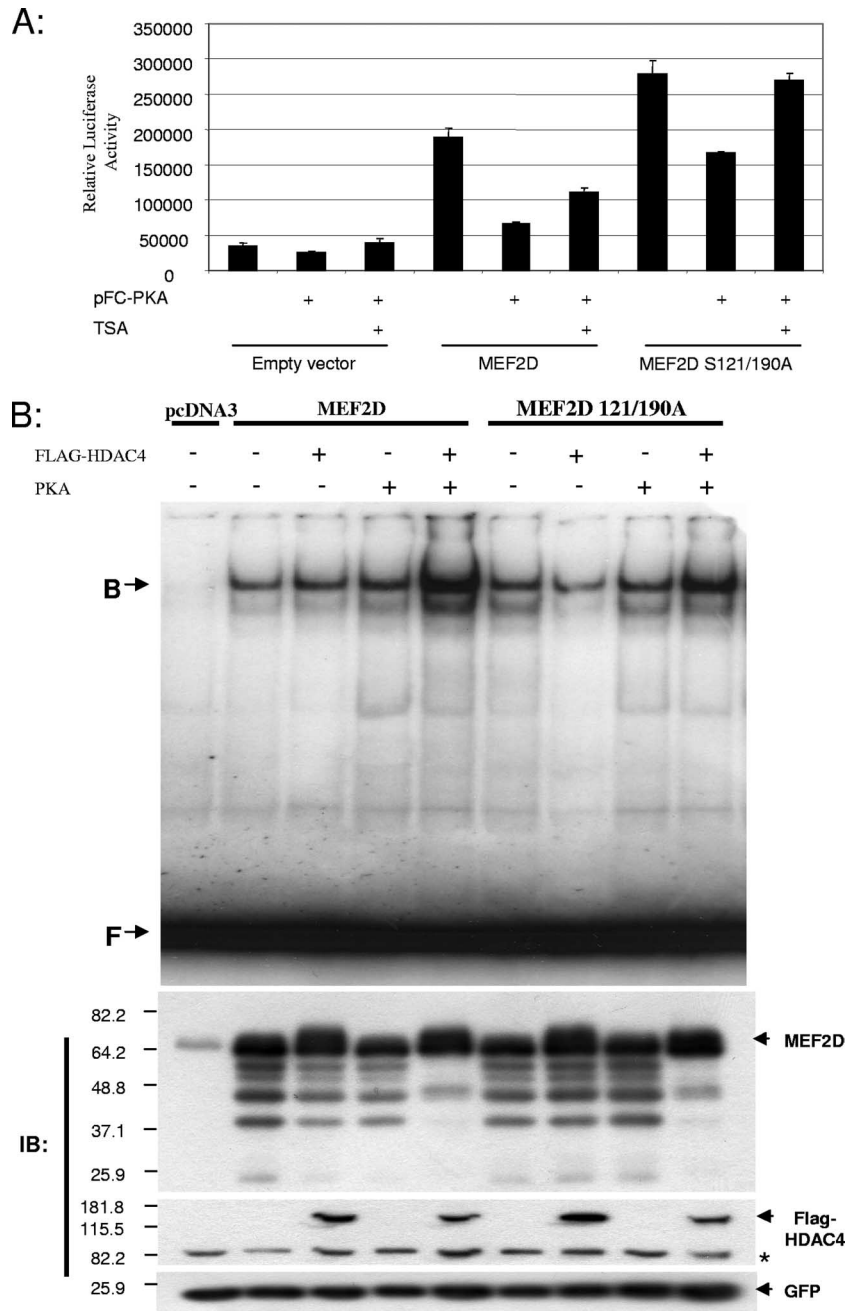 A:
350000
300000
250000
200000
150000
100000
50000
0
Relative Luciferase
Activity
pFC-PKA + + + + + +
TSA + + +
Empty vector MEF2D MEF2D S121/190A
B:
pcDNA3 MEF2D MEF2D 121/190A
FLAG-HDAC4 - - + - + - + - +
PKA - - - + + - - + +
B
F
82.2
64.2
48.8
37.1
25.9
MEF2D
IB:
181.8
115.5
82.2
Flag-
HDAC4
*
25.9
GFP